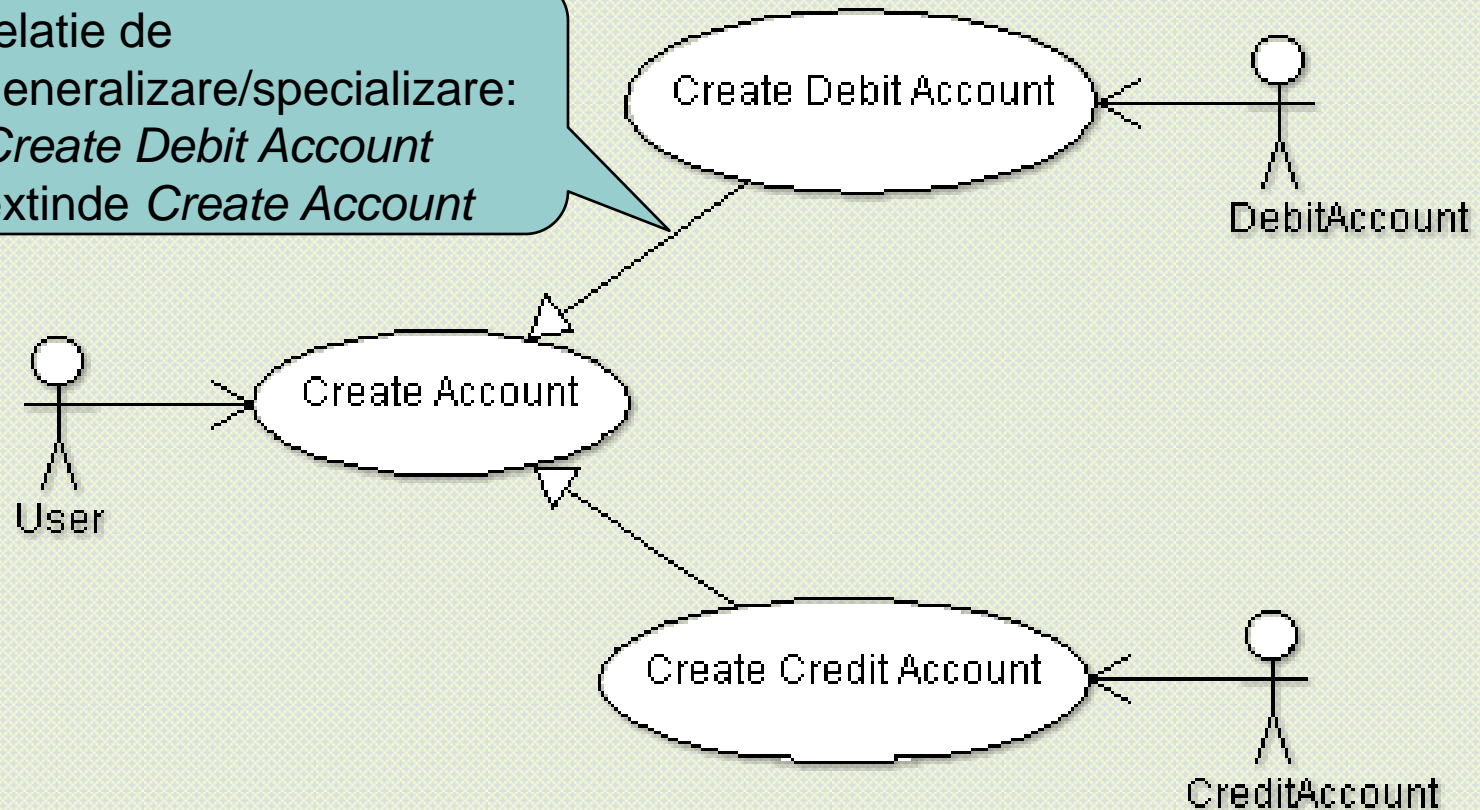 elatie de
eneralizare/specializare:
Create Debit Account
extinde Create Account
Create Debit Account
DebitAccount
Create Account
User
Create Credit Account
CreditAccount